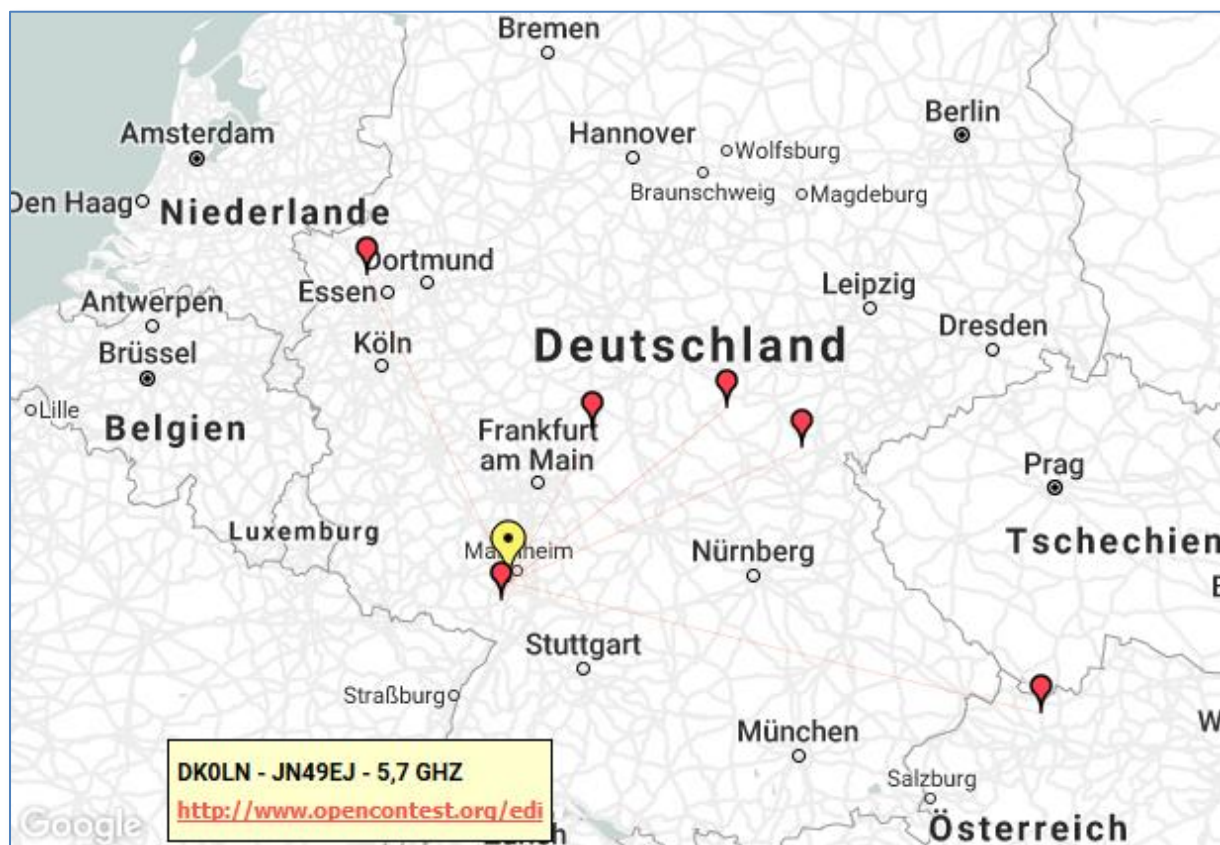 Bremen
Amsterdam
Hannover
Wolfsburg
Berlin
Braunschweig
Magdeburg
Den Haag
Niederlande
Dortmund
Essen
Leipzig
Antwerpen
Dresden
Brüssel
Köln
Deutschland
Lille
Belgien
Frankfurt
am Main
Prag
Luxemburg
Mannheim
Nürnberg
Tschechien
Stuttgart
Straßburg
München
Salzburg
Österreich
DK0LN - JN49EJ - 5,7 GHZ
http://www.opencontest.org/edi
Google